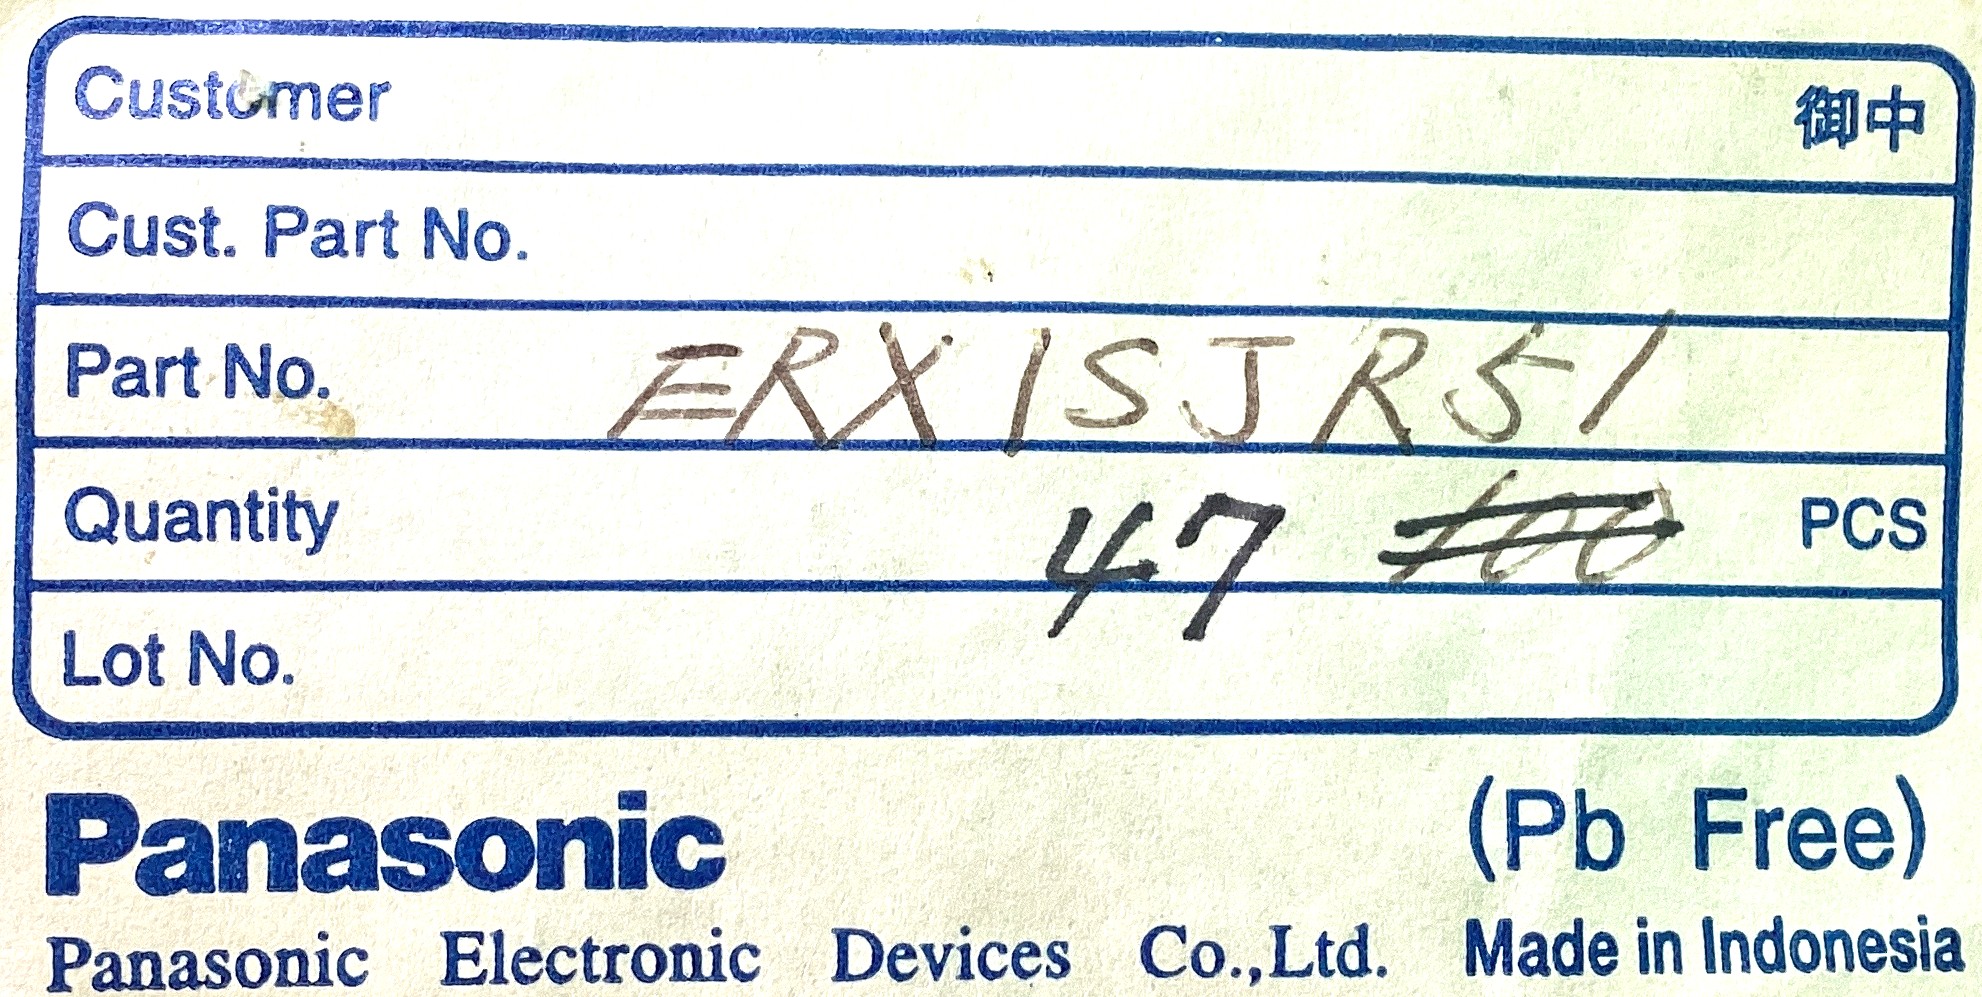 Customer 御中
Cust. Part No.
Part No. ERX1SJR51
Quantity 47 100 PCS
Lot No.
Panasonic (Pb Free)
Panasonic Electronic Devices Co.,Ltd. Made in Indonesia